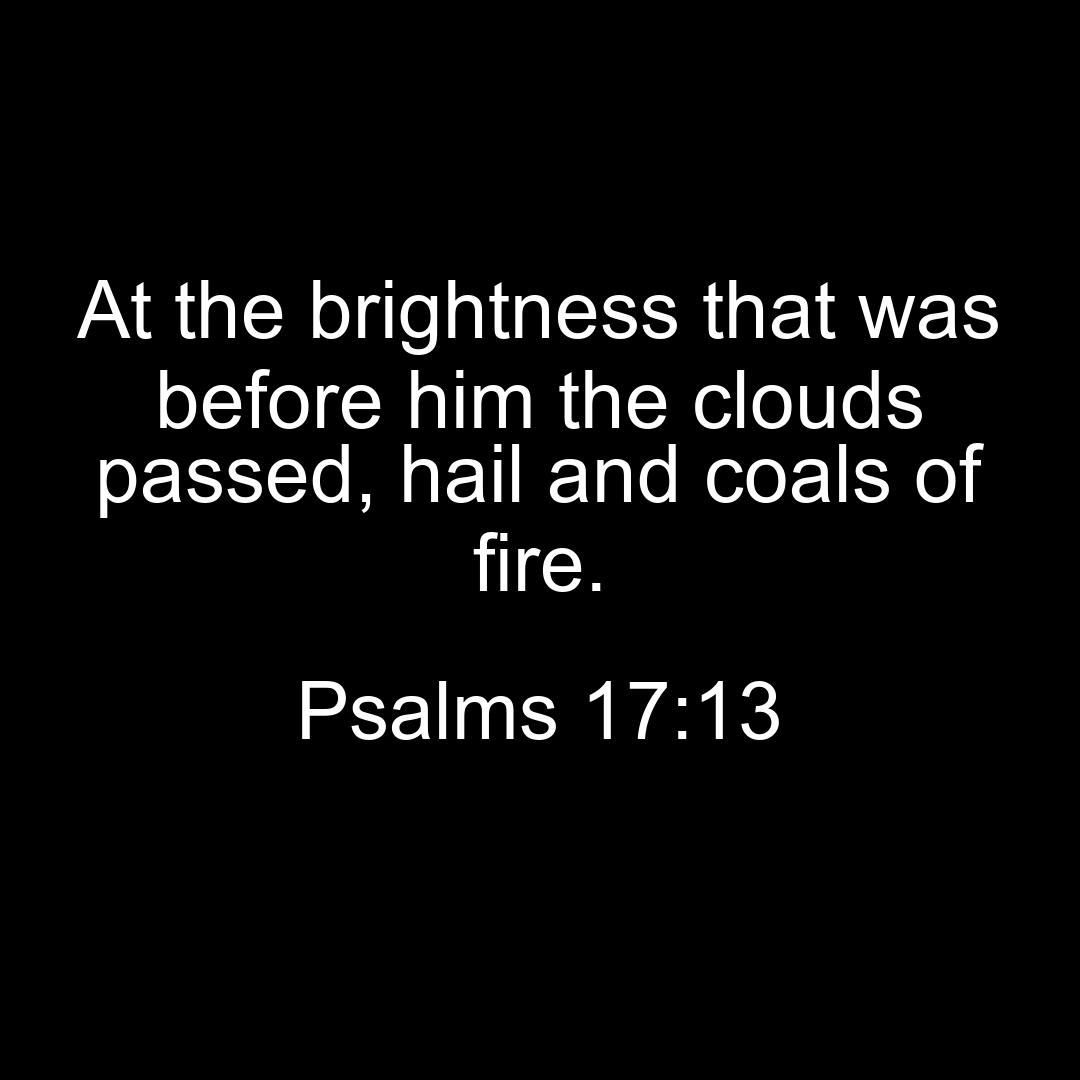 At the brightness that was
before him the clouds
passed, hail and coals of
fire.
Psalms 17:13